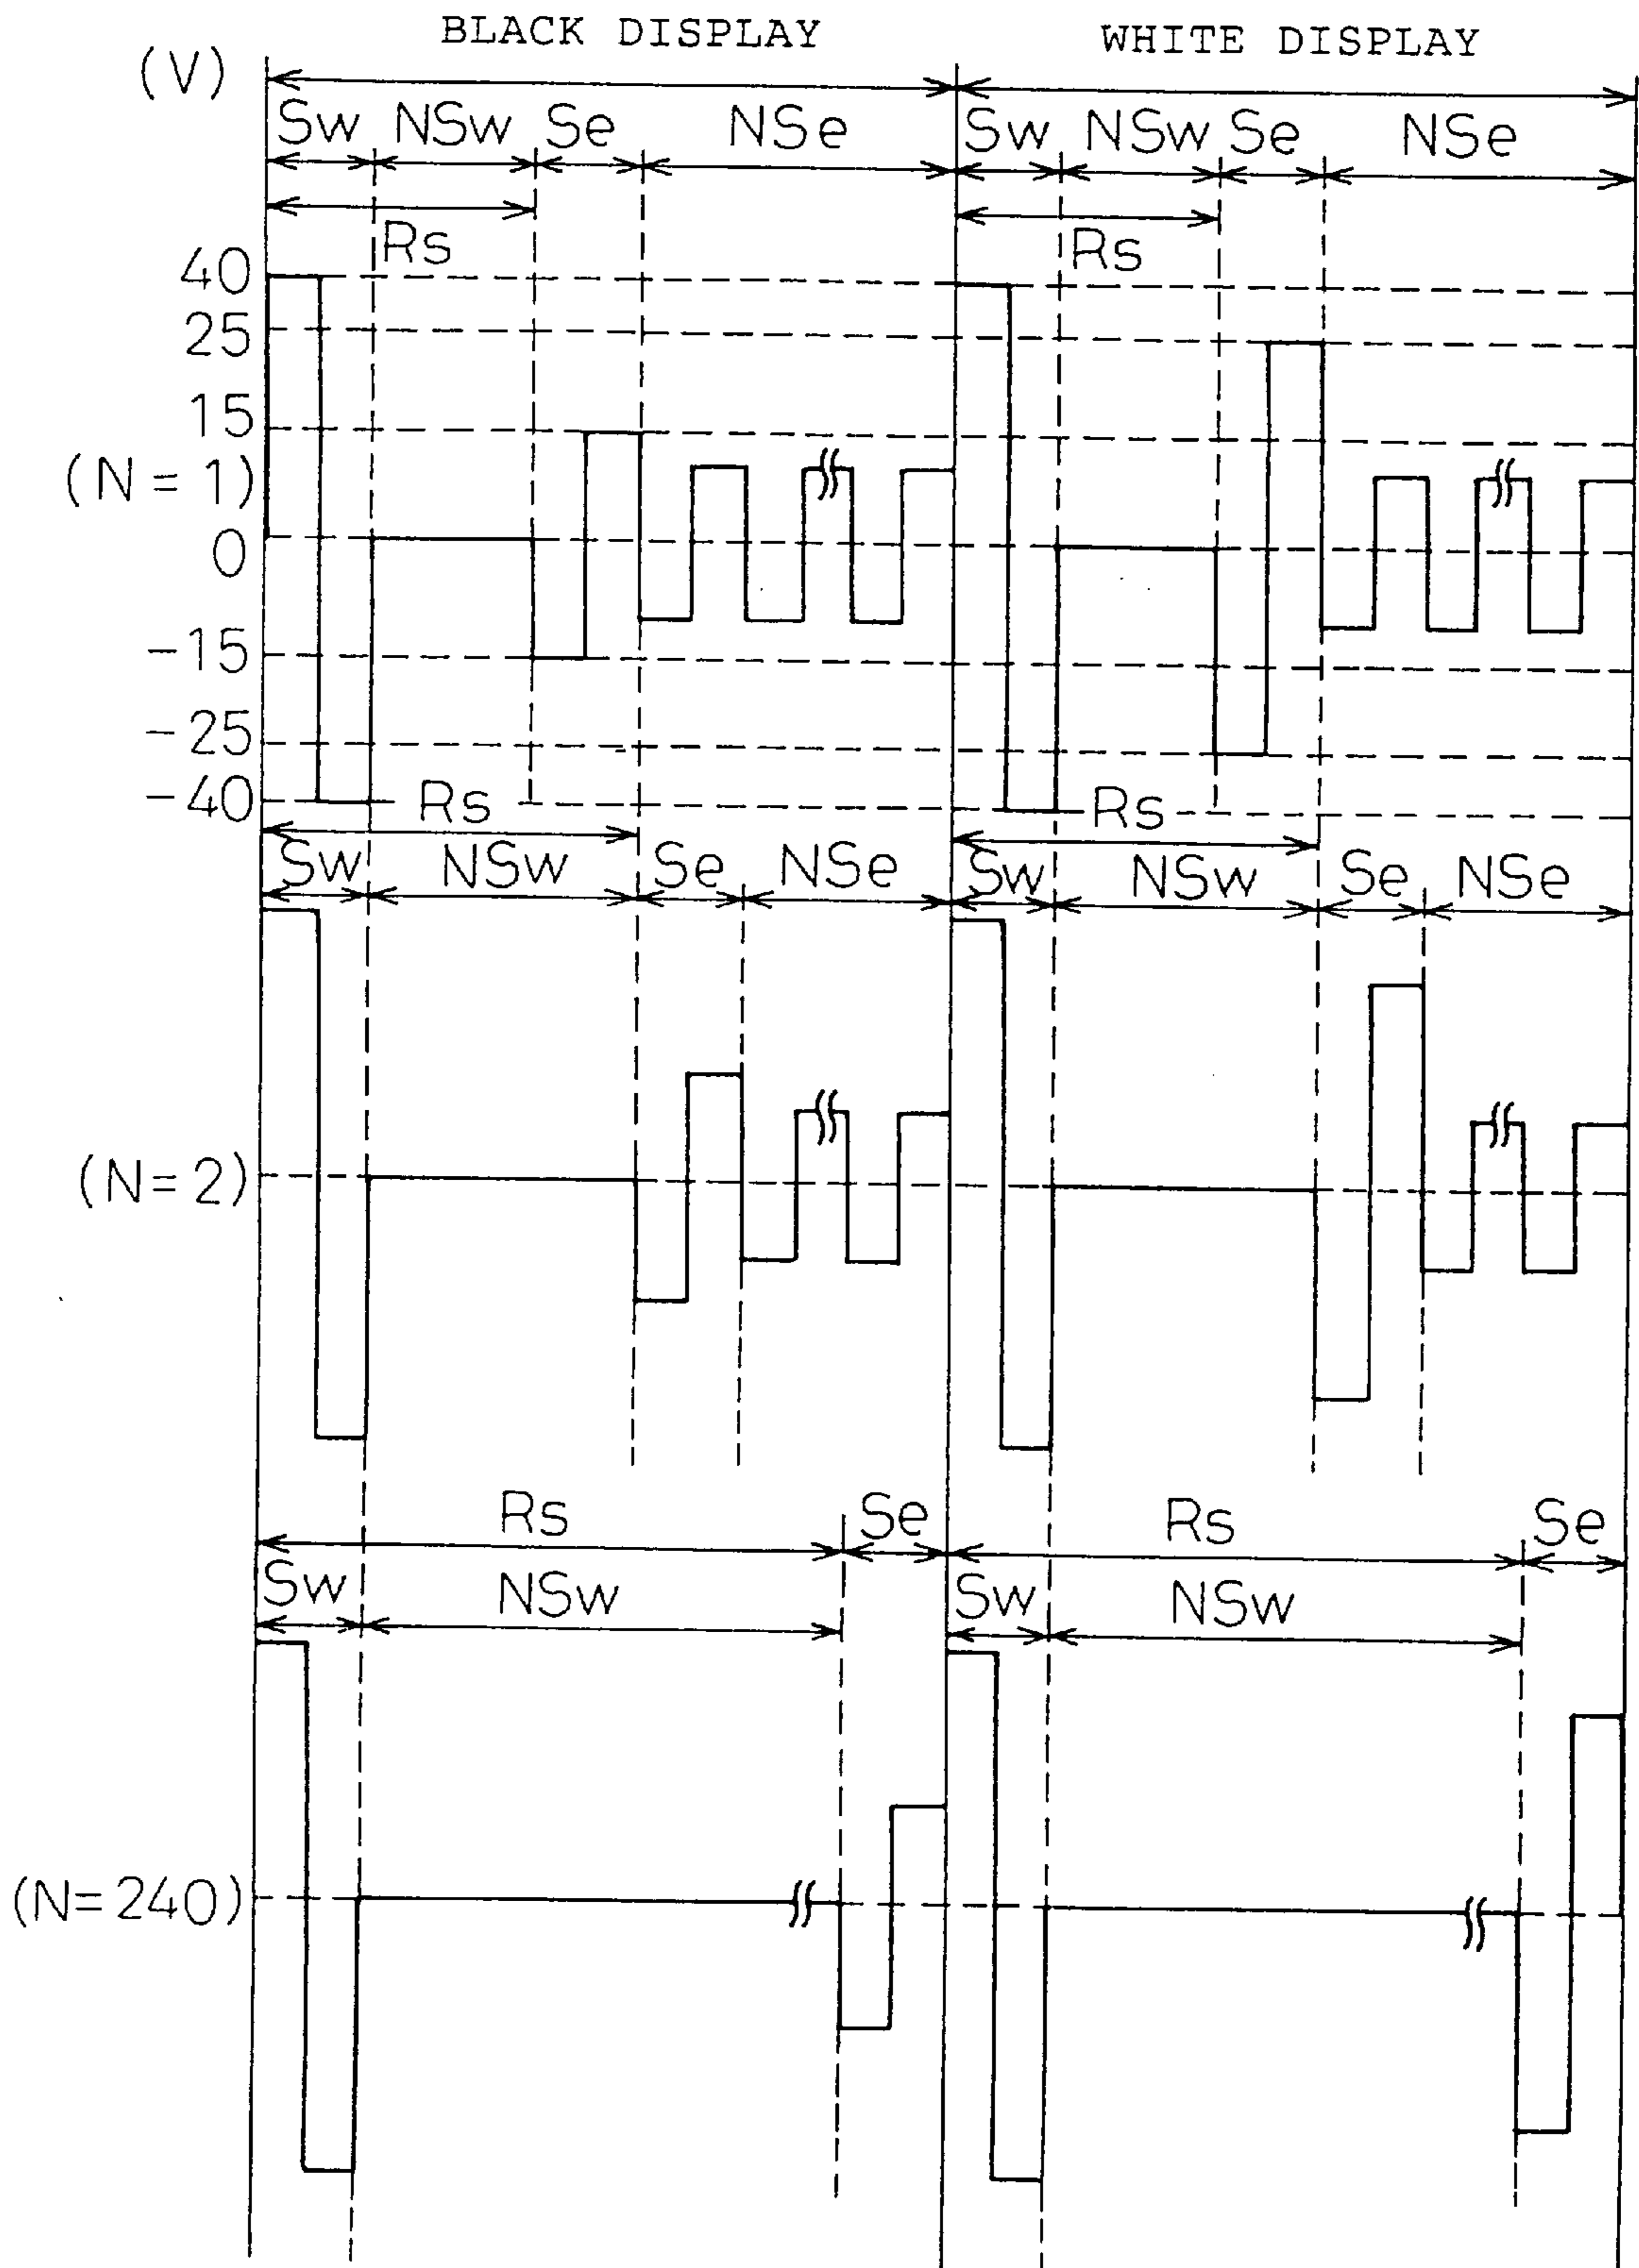 BLACK DISPLAY WHITE DISPLAY
(V)
Sw NSw Se NSe Sw NSw Se NSe
Rs Rs
40
25
15
(N=1)
0
-15
-25
-40
Rs Rs
Sw NSw Se NSe Sw NSw Se NSe
(N=2)
Rs Se Rs Se
Sw NSw Sw NSw
(N=240)